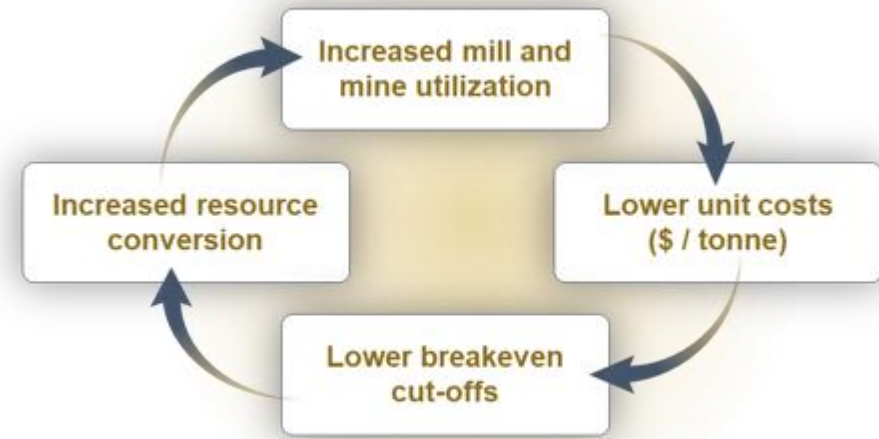 Increased mill and
mine utilization
Increased resource
conversion
Lower unit costs
($ / tonne)
Lower breakeven
cut-offs